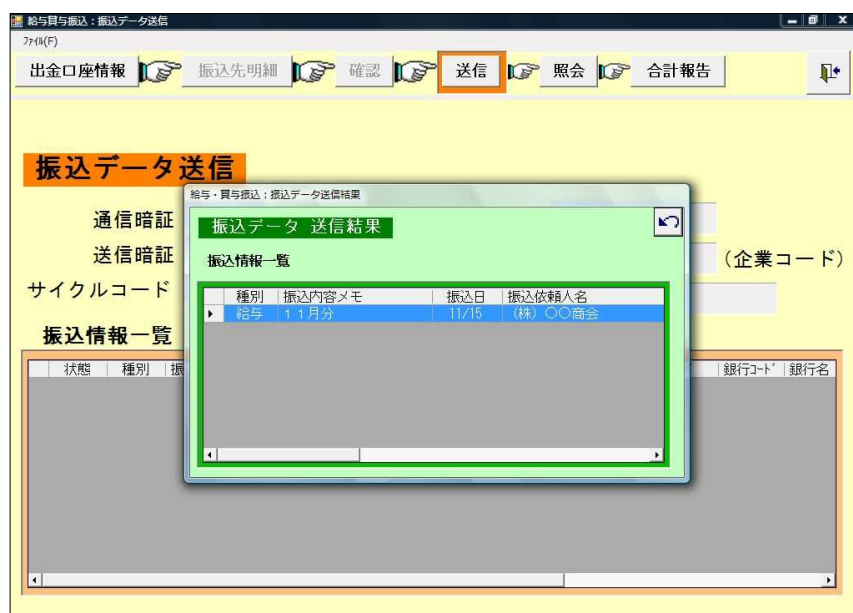 給与賞与振込:振込データ送信
ファイル(F)
出金口座情報 振込先明細 確認 送信 照会 合計報告
振込データ送信
給与・賞与振込:振込データ送信結果
通信暗証
振込データ 送信結果
送信暗証
(企業コード)
振込情報一覧
サイクルコード
種別 振込内容メモ 振込日 振込依頼人名
給与 11月分 11/15 (株)○○商会
振込情報一覧
状態 種別 振
銀行コード 銀行名